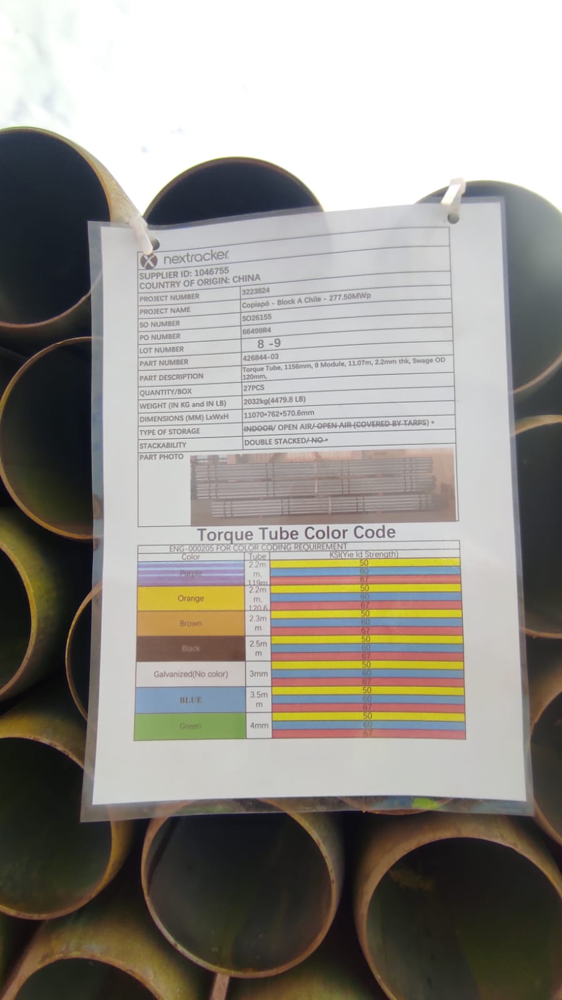 nextracker
SUPPLIER ID: 1046755
COUNTRY OF ORIGIN: CHINA
PROJECT NUMBER 3223824
PROJECT NAME Copiapó - Block A Chile - 277.50MWp
SO NUMBER SO26155
PO NUMBER 66499R4
LOT NUMBER 8 -9
PART NUMBER 426844-03
PART DESCRIPTION Torque Tube, 1156mm, 9 Module, 11.07m, 2.2mm thk, Swage OD
120mm,
QUANTITY/BOX 27PCS
WEIGHT (IN KG and IN LB) 2032kg(4479.8 LB)
DIMENSIONS (MM) LxWxH 11070*762*570.6mm
TYPE OF STORAGE INDOOR/ OPEN AIR/ OPEN AIR (COVERED BY TARPS) *
STACKABILITY DOUBLE STACKED/ NO *
PART PHOTO
Torque Tube Color Code
ENG-000205 FOR COLOR CODING REQUIREMENT
Color Tube KSI(Yie ld Strength)
Purple 2.2m
m,
119m
50
60
67
Orange 2.2m
m,
120.6
50
60
67
Brown 2.3m
m
50
60
67
Black 2.5m
m
50
60
67
Galvanized(No color) 3mm
50
60
67
BLUE 3.5m
m
50
60
67
Green 4mm
50
60
67